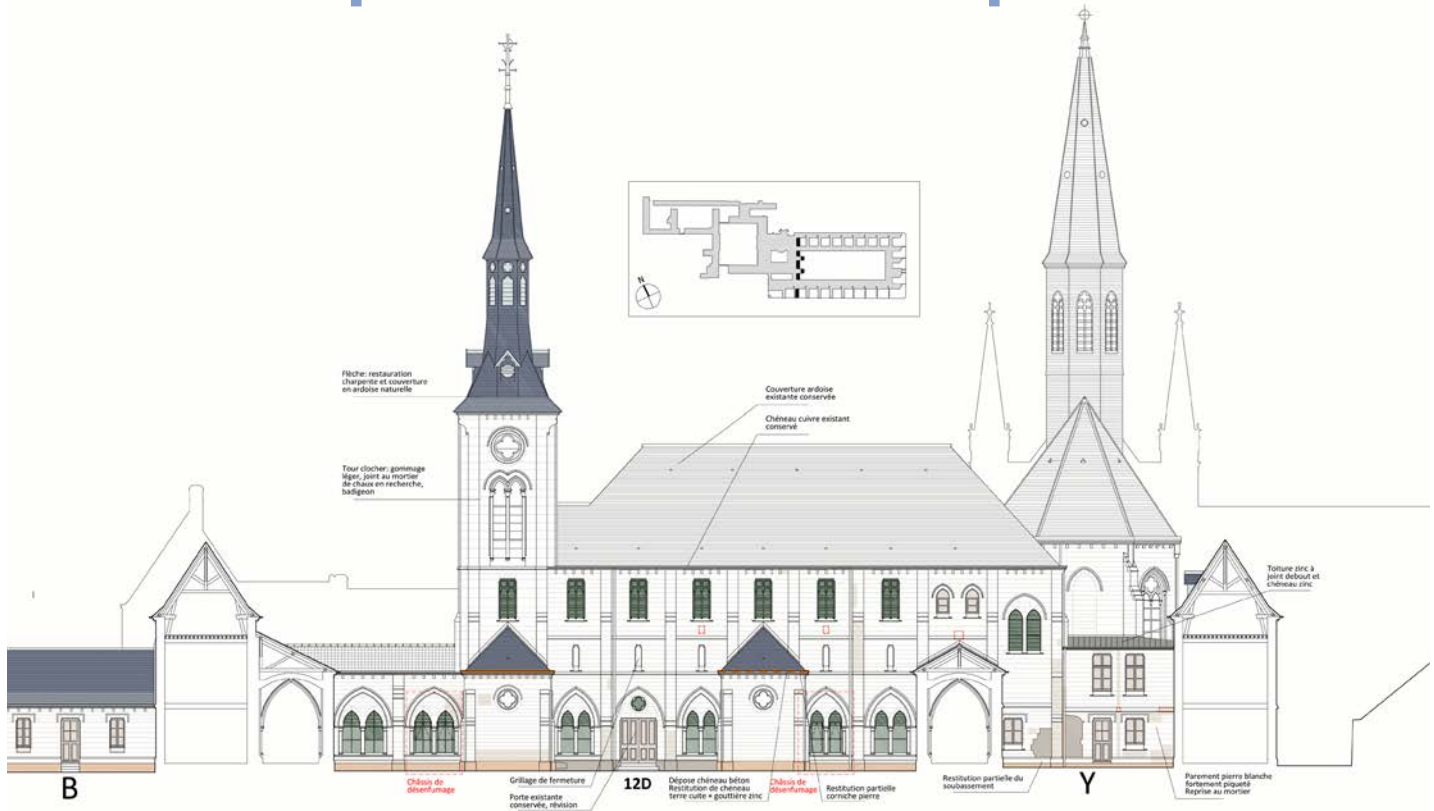 N
Flèche: restauration
charpente et couverture
en ardoise naturelle
Couverture ardoise
existante conservée
Chéneau cuivre existant
conservé
Tour clocher: gommage
léger, joint au mortier
de chaux en recherche,
badigeon
Toiture zinc à
joint debout et
chéneau zinc
B
Châssis de
désenfumage
Grillage de fermeture
Porte existante
conservée, révision
12D
Dépose chéneau béton
Restitution de chéneau
terre cuite + gouttière zinc
Châssis de
désenfumage
Restitution partielle
corniche pierre
Restitution partielle du
soubassement
Y
Parement pierre blanche
fortement piqueté
Reprise au mortier